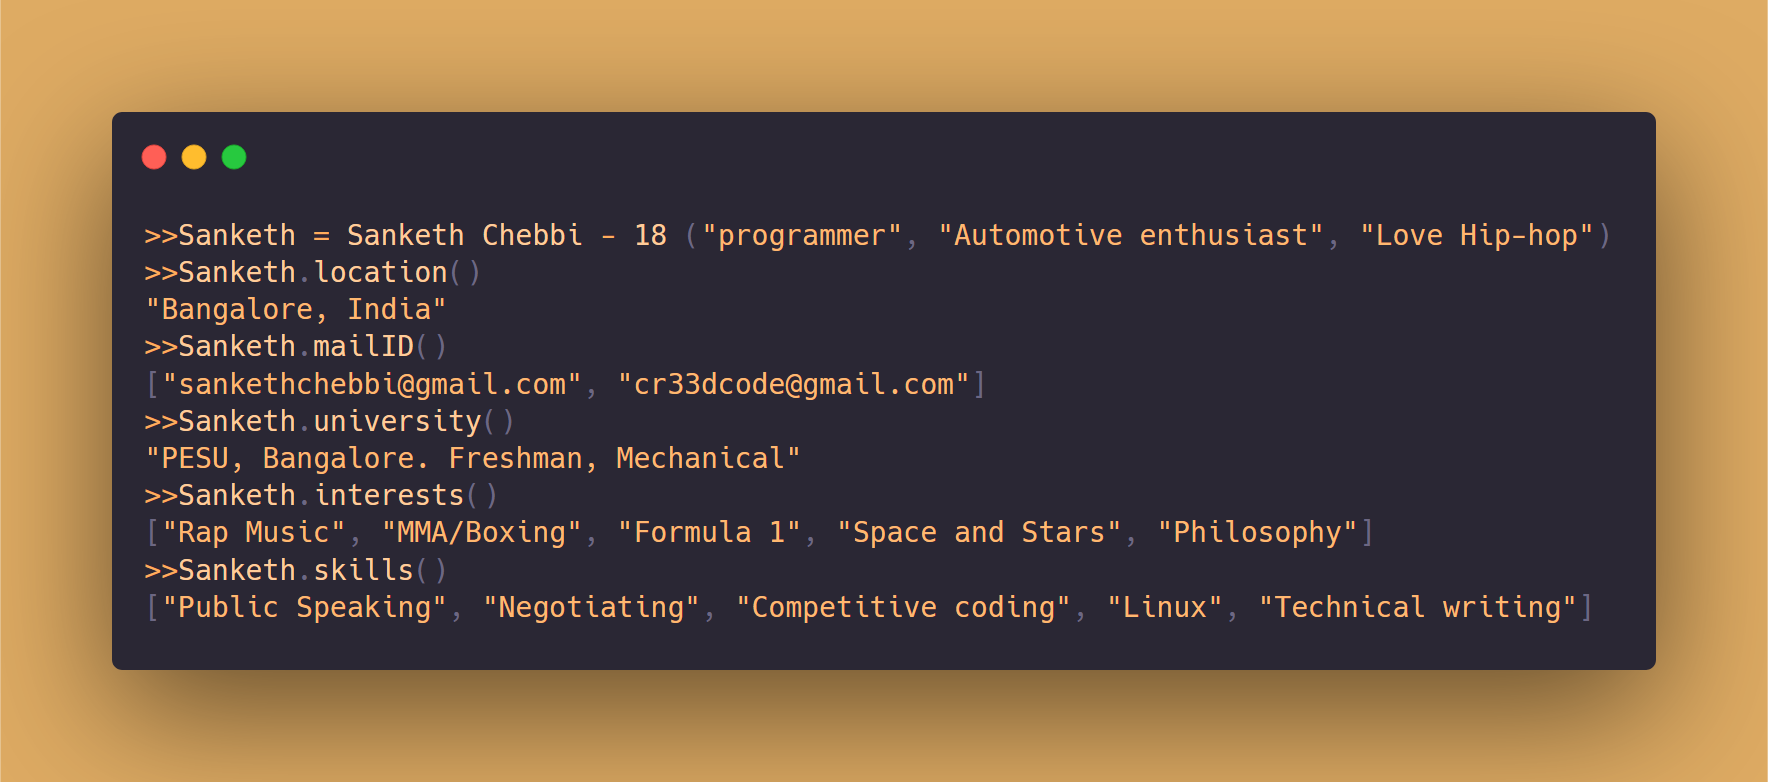 >>Sanketh = Sanketh Chebbi - 18 ("programmer", "Automotive enthusiast", "Love Hip-hop")
>>Sanketh.location()
"Bangalore, India"
>>Sanketh.mailID()
["sankethchebbi@gmail.com", "cr33dcode@gmail.com"]
>>Sanketh.university()
"PESU, Bangalore. Freshman, Mechanical"
>>Sanketh.interests()
["Rap Music", "MMA/Boxing", "Formula 1", "Space and Stars", "Philosophy"]
>>Sanketh.skills()
["Public Speaking", "Negotiating", "Competitive coding", "Linux", "Technical writing"]